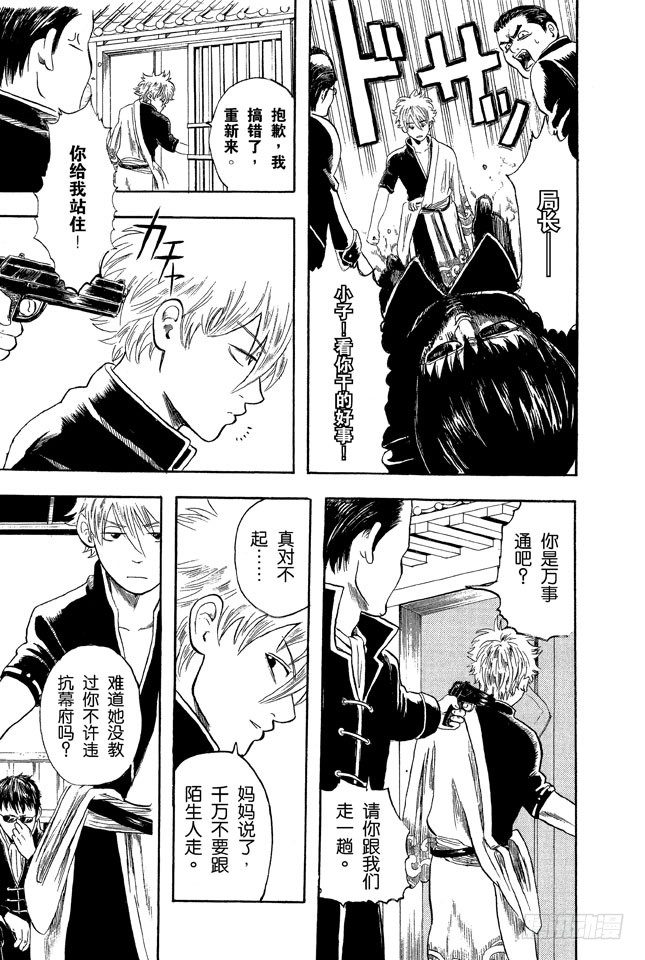 ドサッ
局长——
小子！看你干的好事！
抱歉，我
搞错了，
重新来。
你给我
站住！
カチャ
你是万事
通吧？
请你跟我们
走一趟。
真对不
起……
妈妈说了，
千万不要跟
陌生人走。
难道她没教
过你不许违
抗幕府吗？